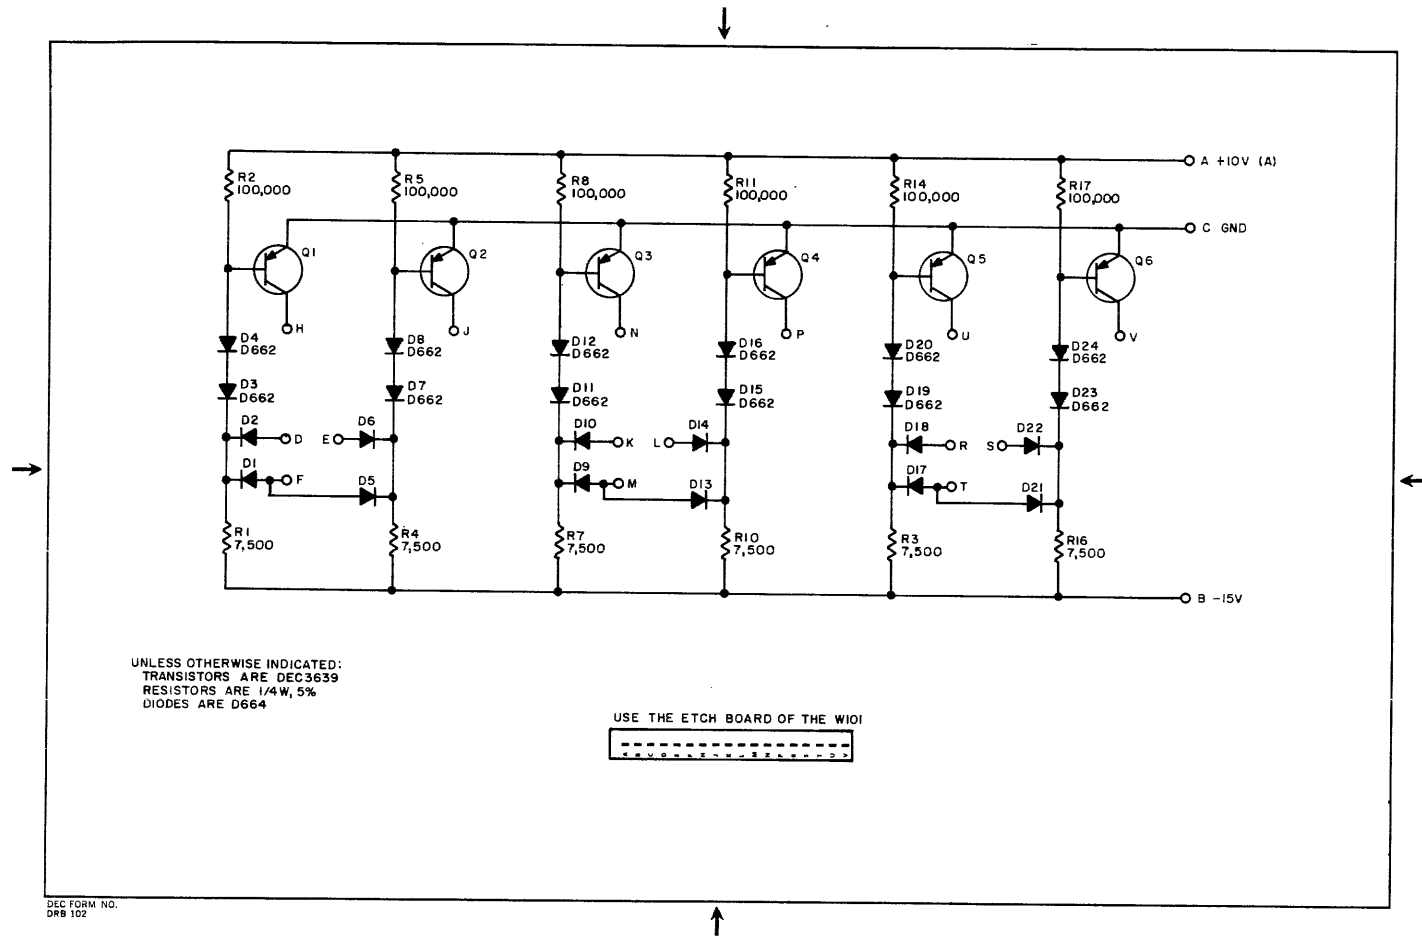 A +10V (A)
R2
100,000
R5
100,000
R8
100,000
R11
100,000
R14
100,000
R17
100,000
C GND
Q1
Q2
Q3
Q4
Q5
Q6
H
J
N
P
U
V
D4
D662
D8
D662
D12
D662
D16
D662
D20
D662
D24
D662
D3
D662
D7
D662
D11
D662
D15
D662
D19
D662
D23
D662
D2
D
E
D6
D10
K
L
D14
D18
R
S
D22
D1
F
D5
D9
M
D13
D17
T
D21
R1
7,500
R4
7,500
R7
7,500
R10
7,500
R3
7,500
R16
7,500
B -15V
UNLESS OTHERWISE INDICATED:
TRANSISTORS ARE DEC3639
RESISTORS ARE 1/4W, 5%
DIODES ARE D664
USE THE ETCH BOARD OF THE W101
DEC FORM NO.
DRB 102